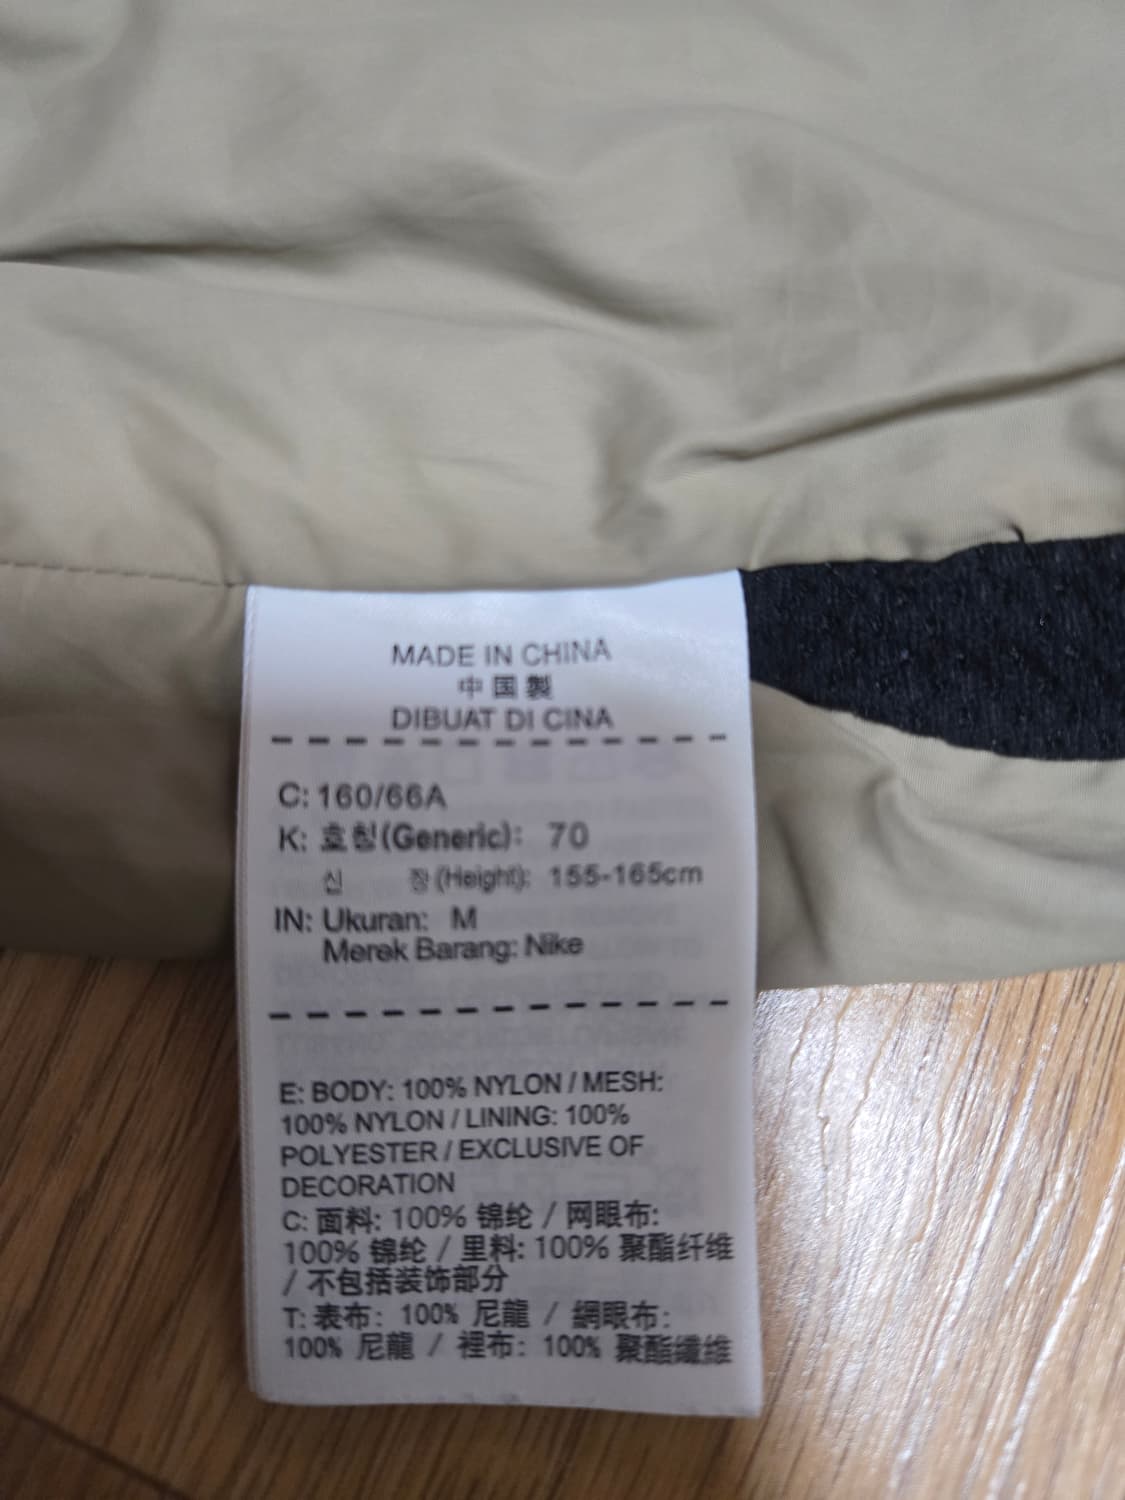 MADE IN CHINA
中国製
DIBUAT DI CINA
C: 160/66A
K: 호칭(Generic): 70
신 장(Height): 155-165cm
IN: Ukuran: M
Merek Barang: Nike
E: BODY: 100% NYLON / MESH:
100% NYLON / LINING: 100%
POLYESTER / EXCLUSIVE OF
DECORATION
C: 面料: 100% 锦纶 / 网眼布:
100% 锦纶 / 里料: 100% 聚酯纤维
/ 不包括装饰部分
T: 表布: 100% 尼龍 / 網眼布:
100% 尼龍 / 裡布: 100% 聚酯纖維